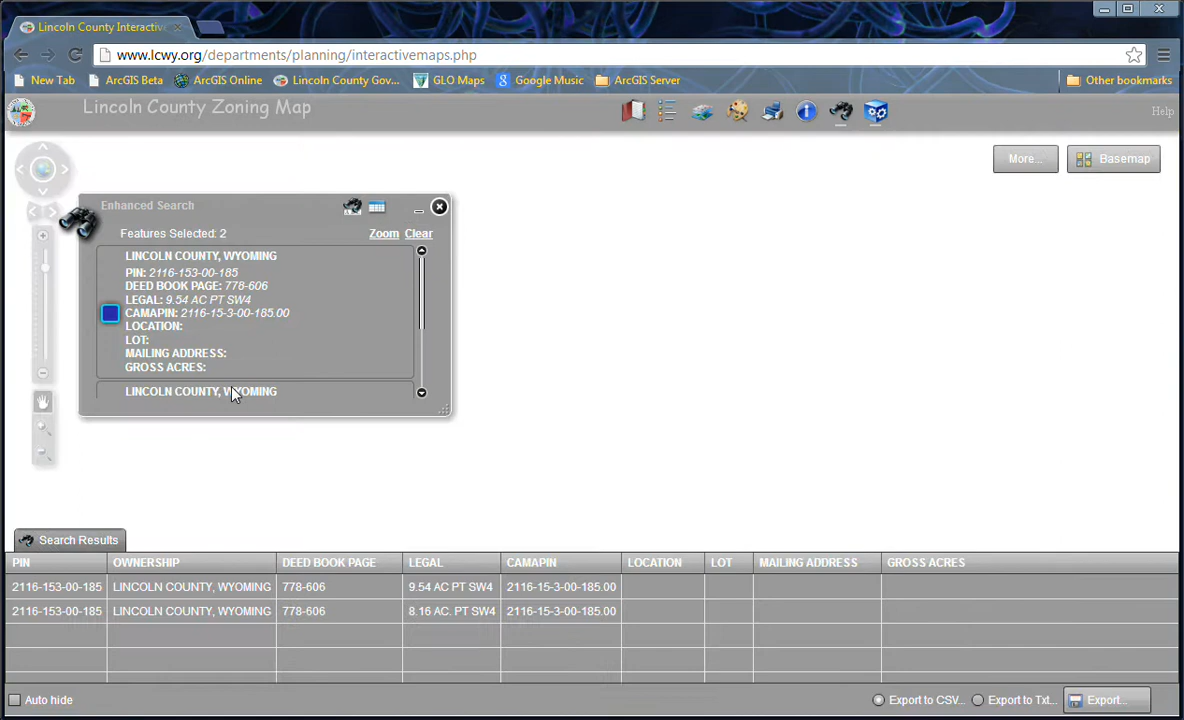 Lincoln County Interactiv
www.lcwy.org/departments/planning/interactivemaps.php
New Tab ArcGIS Beta ArcGIS Online Lincoln County Gov... GLO Maps Google Music ArcGIS Server Other bookmarks
Lincoln County Zoning Map Help
More... Basemap
Enhanced Search
Features Selected: 2 Zoom Clear
LINCOLN COUNTY, WYOMING
PIN: 2116-153-00-185
DEED BOOK PAGE: 778-606
LEGAL: 9.54 AC PT SW4
CAMAPIN: 2116-15-3-00-185.00
LOCATION:
LOT:
MAILING ADDRESS:
GROSS ACRES:
LINCOLN COUNTY, WYOMING
Search Results
PIN OWNERSHIP DEED BOOK PAGE LEGAL CAMAPIN LOCATION LOT MAILING ADDRESS GROSS ACRES
2116-153-00-185 LINCOLN COUNTY, WYOMING 778-606 9.54 AC PT SW4 2116-15-3-00-185.00
2116-153-00-185 LINCOLN COUNTY, WYOMING 778-606 8.16 AC. PT SW4 2116-15-3-00-185.00
Auto hide Export to CSV... Export to Txt... Export...